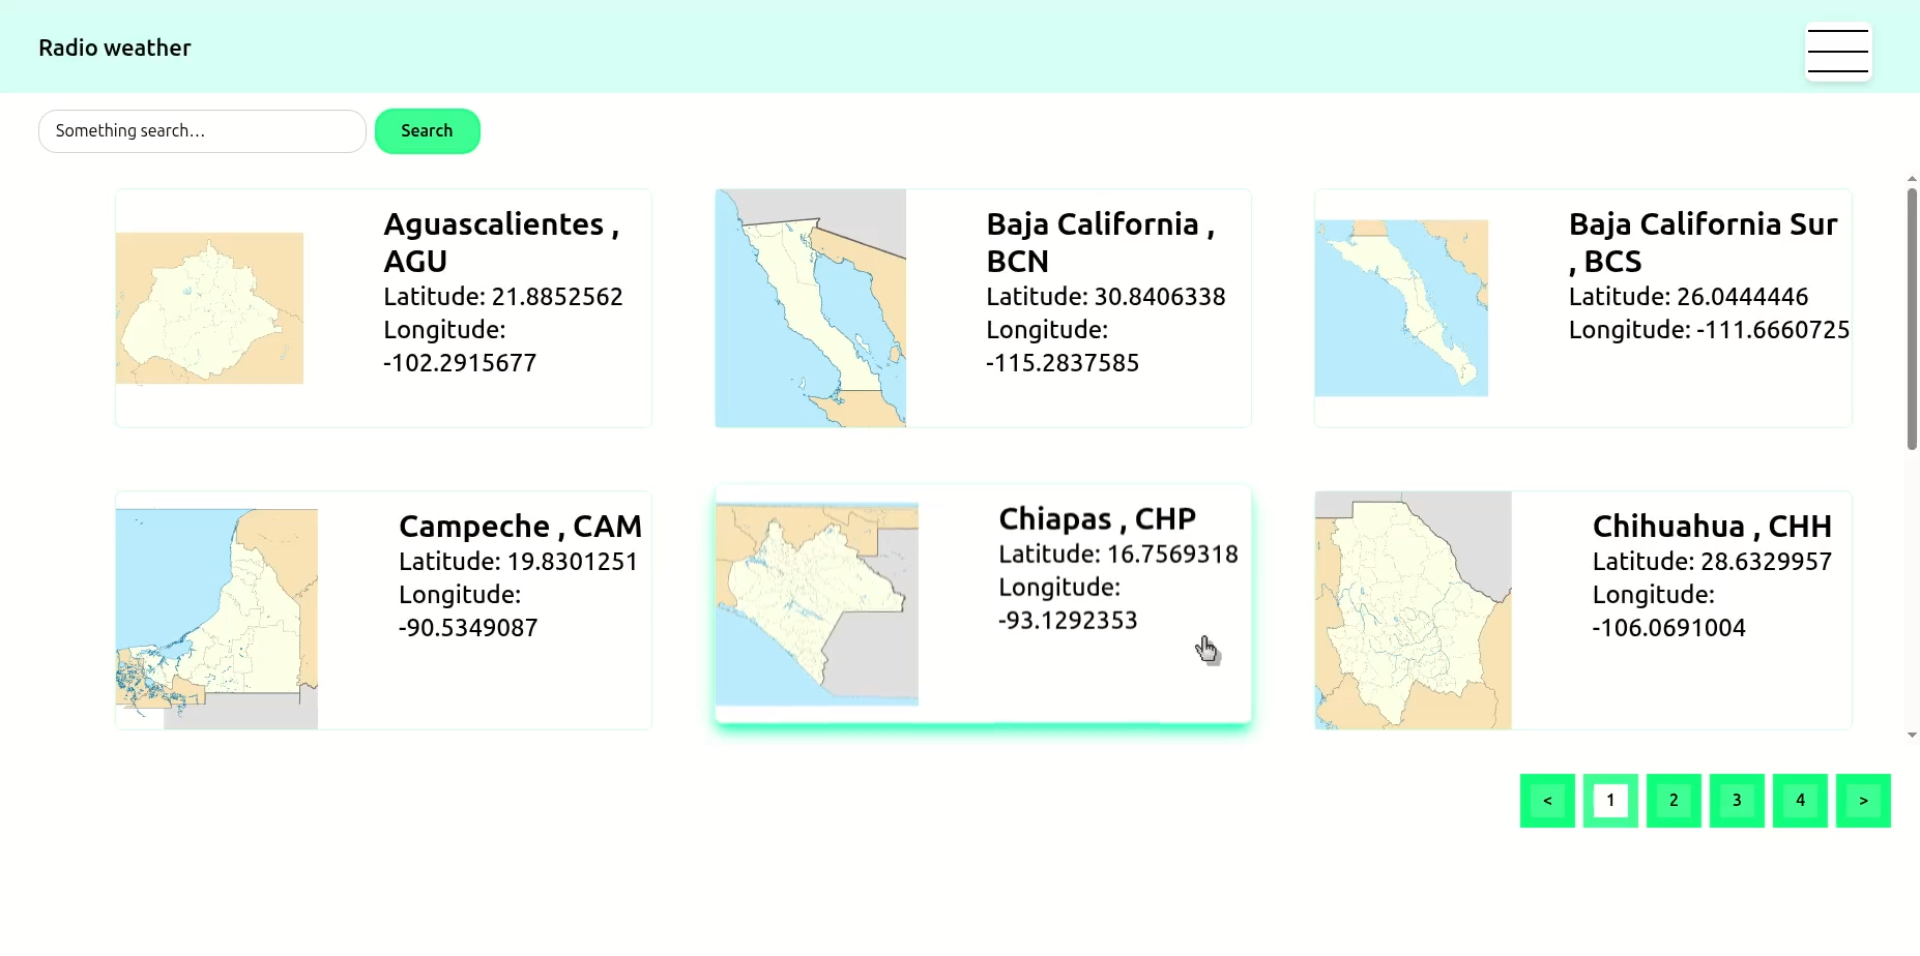 Radio weather
Something search...
Search
Aguascalientes ,
AGU
Latitude: 21.8852562
Longitude:
-102.2915677
Baja California ,
BCN
Latitude: 30.8406338
Longitude:
-115.2837585
Baja California Sur
, BCS
Latitude: 26.0444446
Longitude: -111.6660725
Campeche , CAM
Latitude: 19.8301251
Longitude:
-90.5349087
Chiapas , CHP
Latitude: 16.7569318
Longitude:
-93.1292353
Chihuahua , CHH
Latitude: 28.6329957
Longitude:
-106.0691004
< 1 2 3 4 >